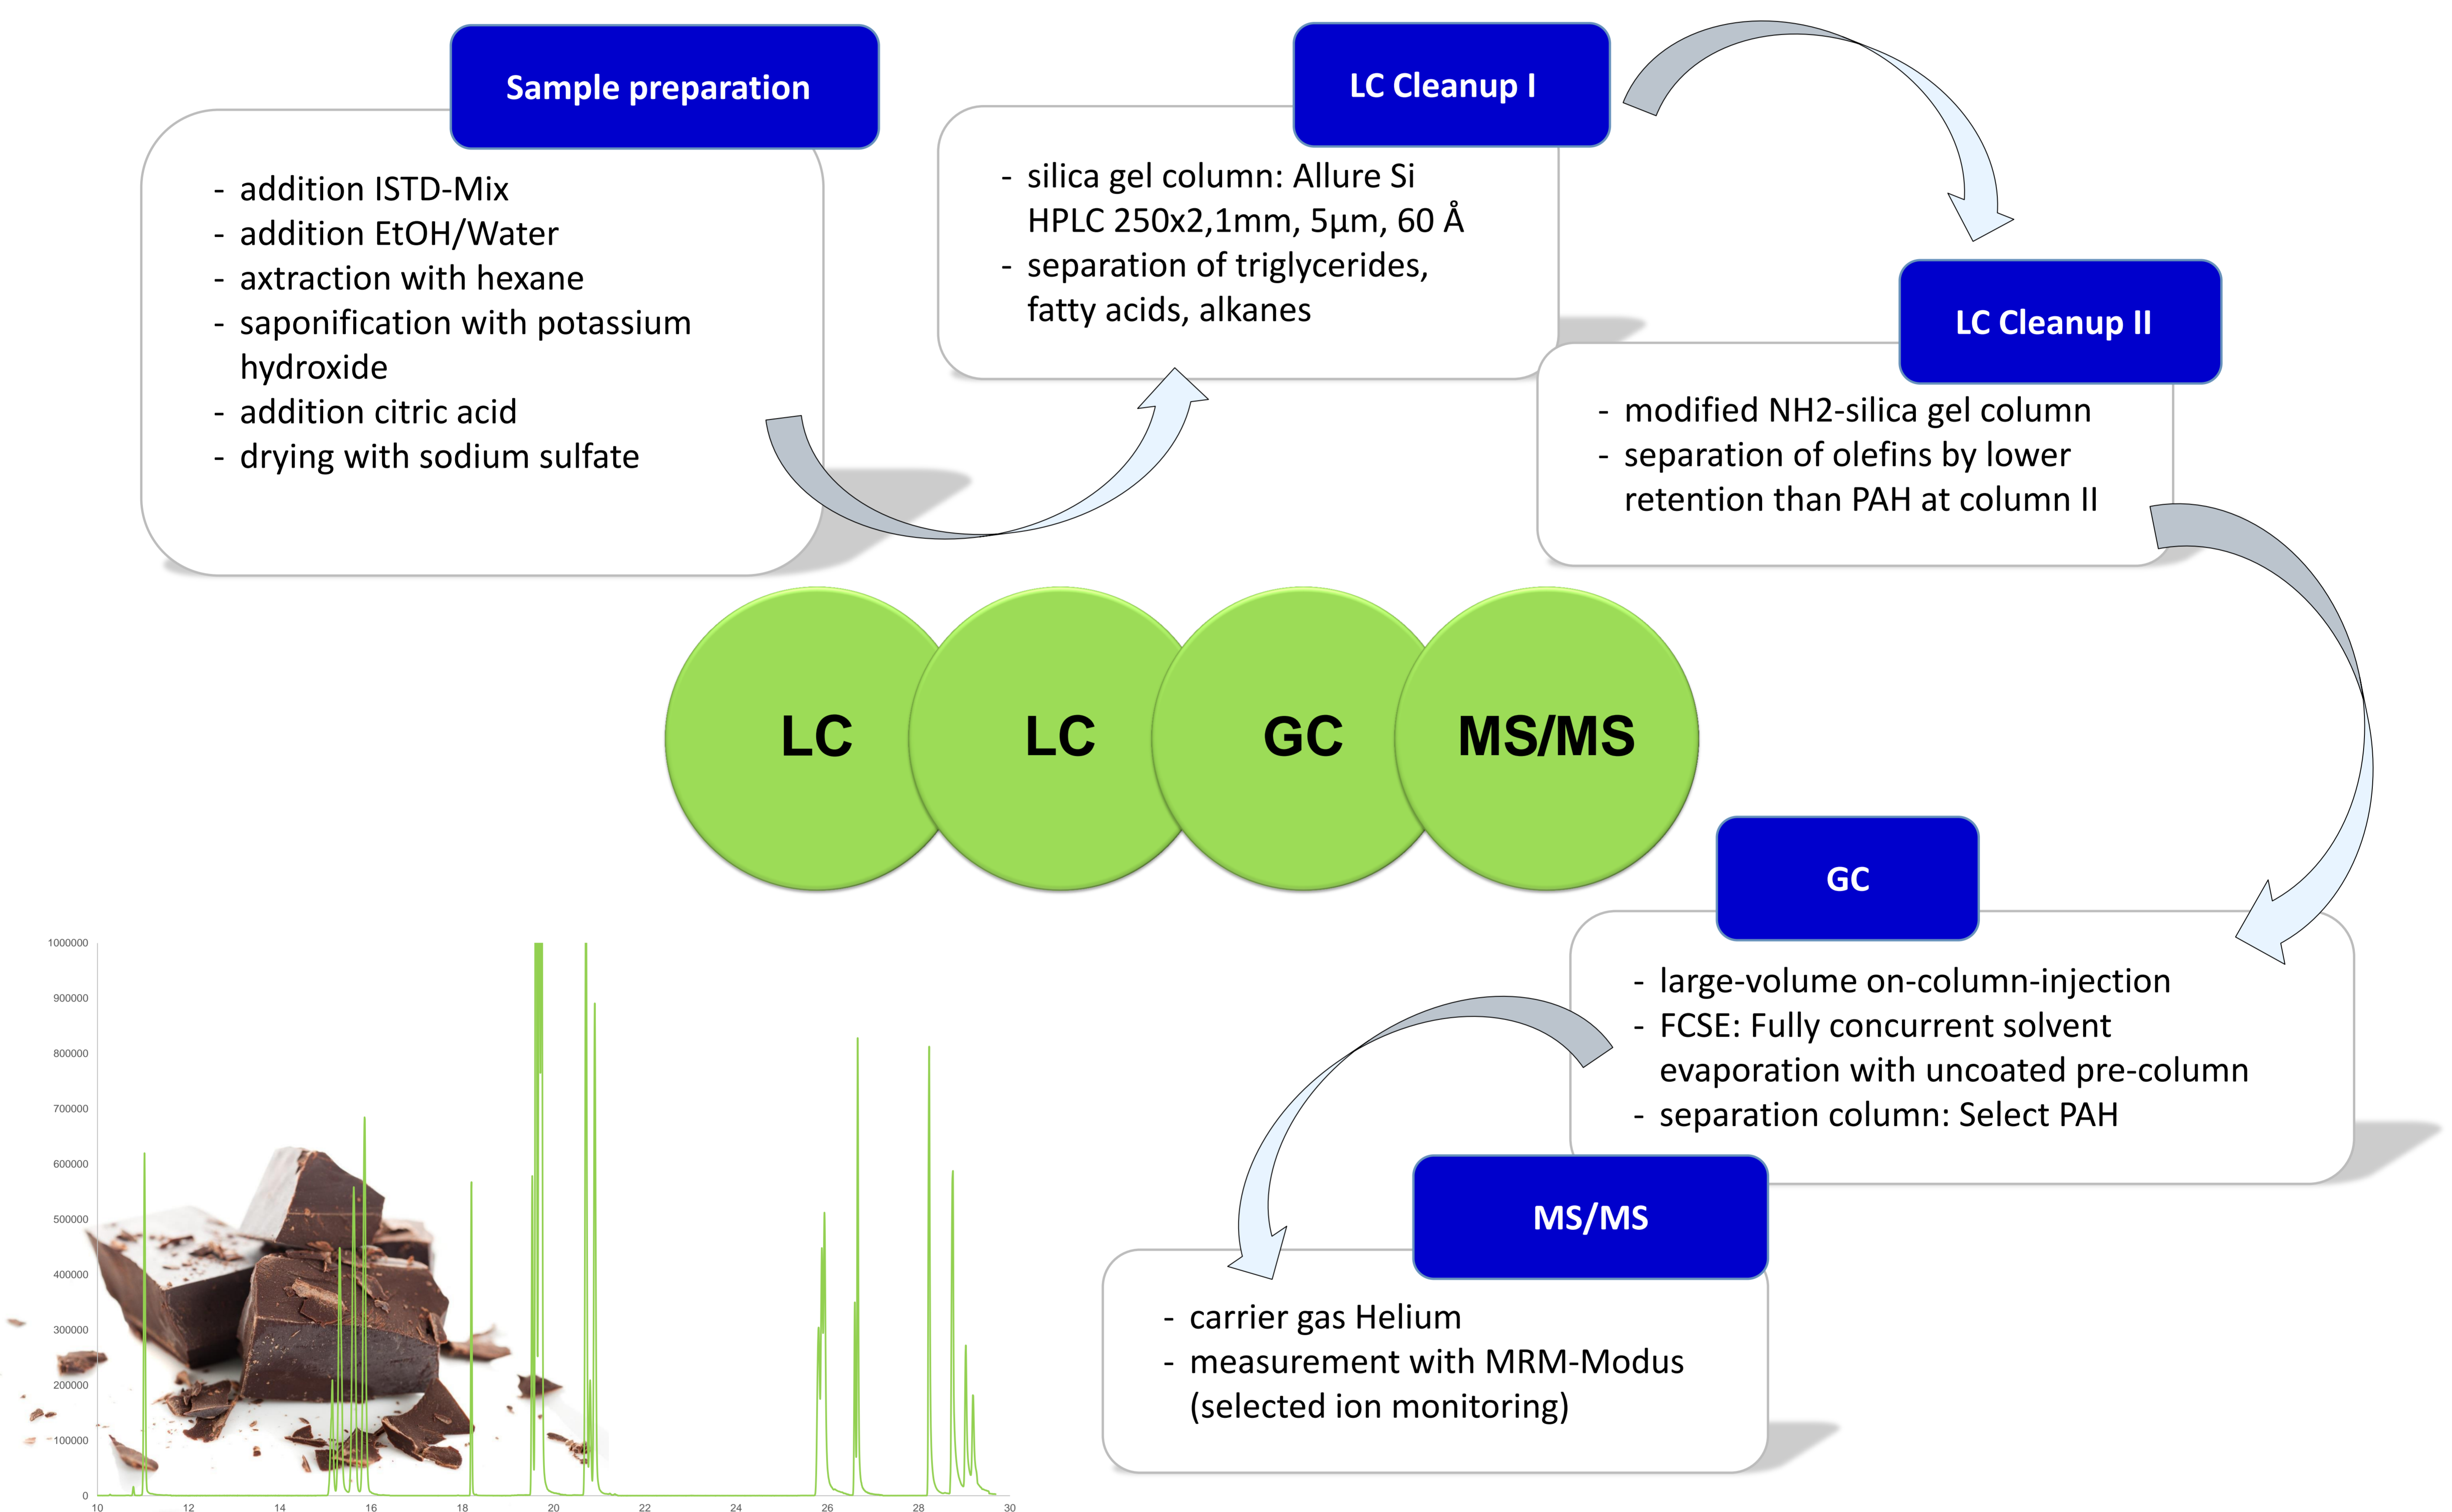 Sample preparation
- addition ISTD-Mix
- addition EtOH/Water
- axtraction with hexane
- saponification with potassium
hydroxide
- addition citric acid
- drying with sodium sulfate
LC Cleanup I
- silica gel column: Allure Si
HPLC 250x2,1mm, 5µm, 60 Å
- separation of triglycerides,
fatty acids, alkanes
LC Cleanup II
- modified NH2-silica gel column
- separation of olefins by lower
retention than PAH at column II
LC LC GC MS/MS
GC
- large-volume on-column-injection
- FCSE: Fully concurrent solvent
evaporation with uncoated pre-column
- separation column: Select PAH
MS/MS
- carrier gas Helium
- measurement with MRM-Modus
(selected ion monitoring)
1000000
900000
800000
700000
600000
500000
400000
300000
200000
100000
0
10 12 14 16 18 20 22 24 26 28 30